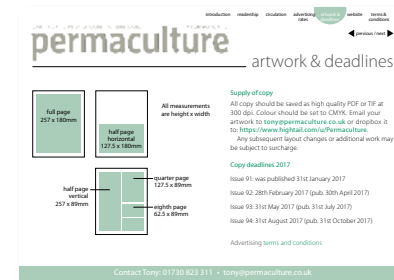 introduction readership circulation advertising rates artwork & deadlines website terms & conditions
previous / next
permaculture
artwork & deadlines
full page
257 x 180mm
half page
horizontal
127.5 x 180mm
All measurements
are height x width
half page
vertical
257 x 89mm
quarter page
127.5 x 89mm
eighth page
62.5 x 89mm
Supply of copy
All copy should be saved as high quality PDF or TIF at
300 dpi. Colour should be set to CMYK. Email your
artwork to tony@permaculture.co.uk or dropbox it
to: https://www.hightail.com/u/Permaculture.
Any subsequent layout changes or additional work may
be subject to surcharge.
Copy deadlines 2017
Issue 91: was published 31st January 2017
Issue 92: 28th February 2017 (pub. 30th April 2017)
Issue 93: 31st May 2017 (pub. 31st July 2017)
Issue 94: 31st August 2017 (pub. 31st October 2017)
Advertising terms and conditions
Contact Tony: 01730 823 311 • tony@permaculture.co.uk